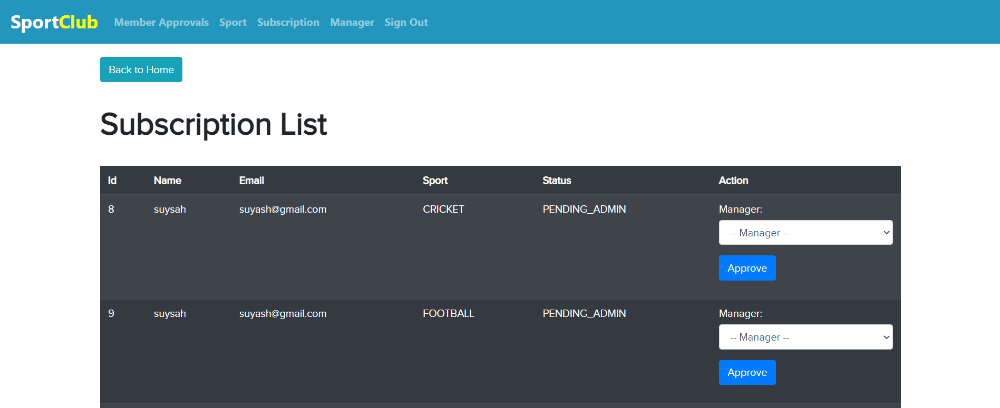 SportClub Member Approvals Sport Subscription Manager Sign Out
Back to Home
Subscription List
Id Name Email Sport Status Action
8 suysah suyash@gmail.com CRICKET PENDING_ADMIN Manager:
-- Manager --
Approve
9 suysah suyash@gmail.com FOOTBALL PENDING_ADMIN Manager:
-- Manager --
Approve